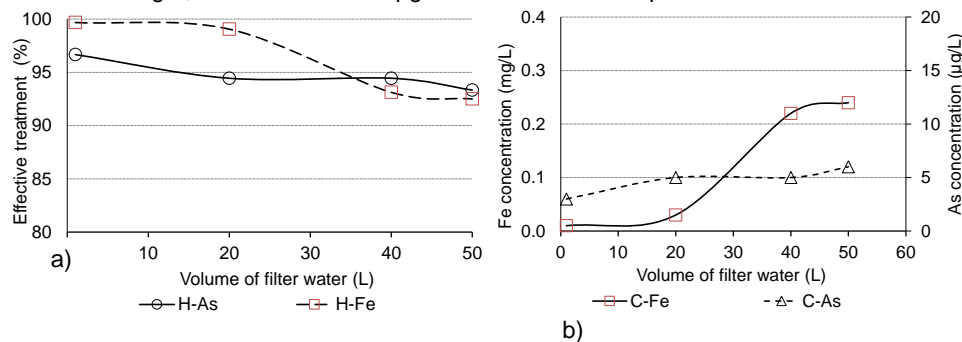 100
95
90
85
80
Effective treatment (%)
0
10
20
30
40
50
a)
Volume of filter water (L)
H-As
H-Fe
0.4
0.3
0.2
0.1
0.0
Fe concentration (mg/L)
20
15
10
5
0
As concentration (µg/L)
0
10
20
30
40
50
60
Volume of filter water (L)
C-Fe
C-As
b)